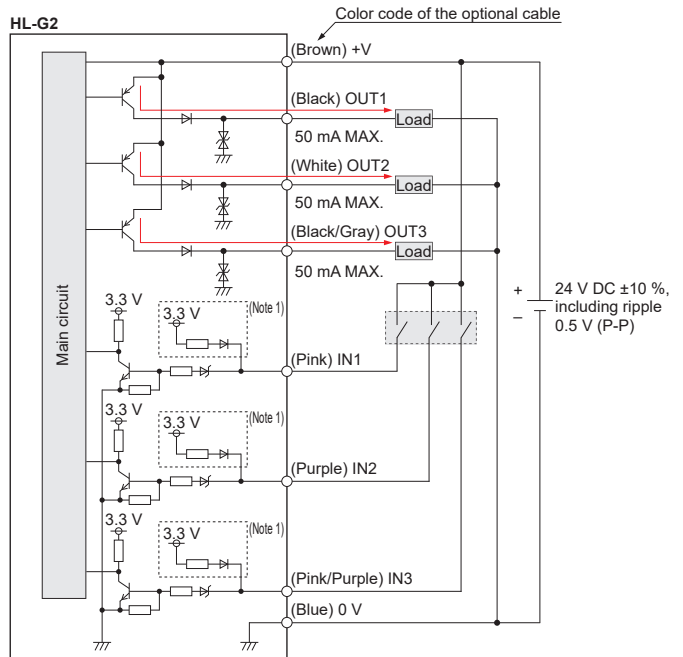 Color code of the optional cable
HL-G2
(Brown) +V
(Black) OUT1
Load
50 mA MAX.
(White) OUT2
Load
50 mA MAX.
(Black/Gray) OUT3
Load
50 mA MAX.
Main circuit
+
–
24 V DC ±10 %,
including ripple
0.5 V (P-P)
3.3 V
3.3 V
(Note 1)
(Pink) IN1
3.3 V
3.3 V
(Note 1)
(Purple) IN2
3.3 V
3.3 V
(Note 1)
(Pink/Purple) IN3
(Blue) 0 V